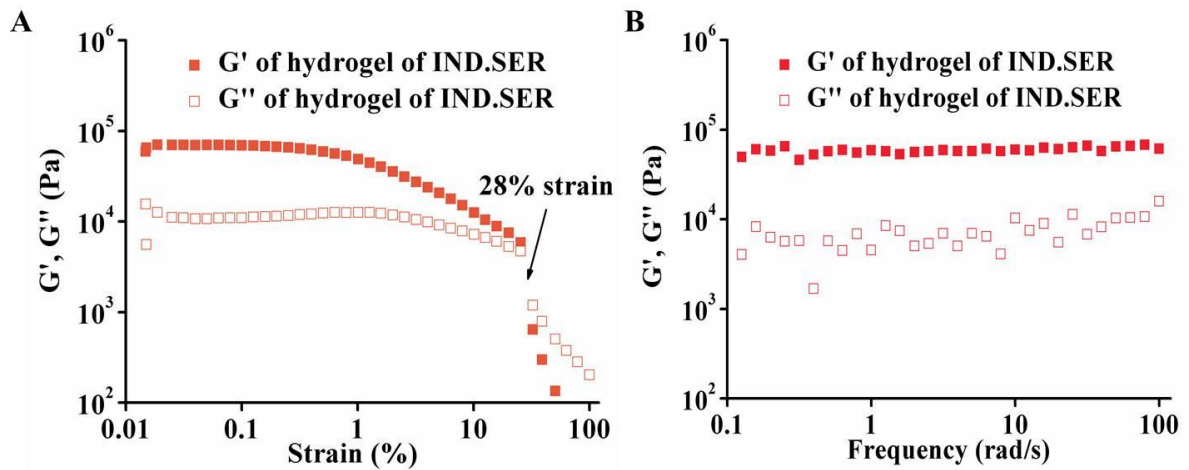 A
10^6
G' of hydrogel of IND.SER
G'' of hydrogel of IND.SER
10^5
28% strain
10^4
10^3
10^2
G', G'' (Pa)
0.01 0.1 1 10 100
Strain (%)
B
10^6
G' of hydrogel of IND.SER
G'' of hydrogel of IND.SER
10^5
10^4
10^3
10^2
G', G'' (Pa)
0.1 1 10 100
Frequency (rad/s)